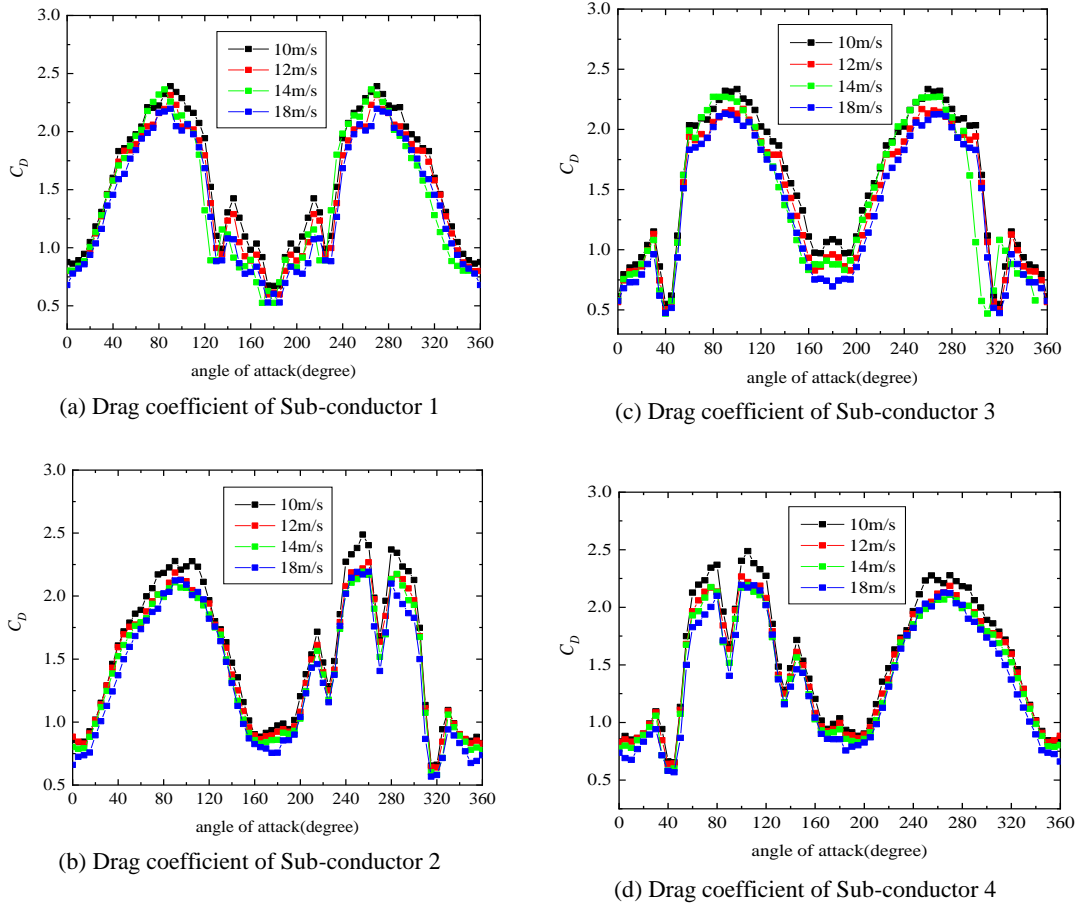 3.0
2.5
2.0
1.5
1.0
0.5
C_D
10m/s
12m/s
14m/s
18m/s
0 40 80 120 160 200 240 280 320 360
angle of attack(degree)
(a) Drag coefficient of Sub-conductor 1
3.0
2.5
2.0
1.5
1.0
0.5
C_D
10m/s
12m/s
14m/s
18m/s
0 40 80 120 160 200 240 280 320 360
angle of attack(degree)
(c) Drag coefficient of Sub-conductor 3
3.0
2.5
2.0
1.5
1.0
0.5
C_D
10m/s
12m/s
14m/s
18m/s
0 40 80 120 160 200 240 280 320 360
angle of attack(degree)
(b) Drag coefficient of Sub-conductor 2
3.0
2.5
2.0
1.5
1.0
0.5
C_D
10m/s
12m/s
14m/s
18m/s
0 40 80 120 160 200 240 280 320 360
angle of attack(degree)
(d) Drag coefficient of Sub-conductor 4